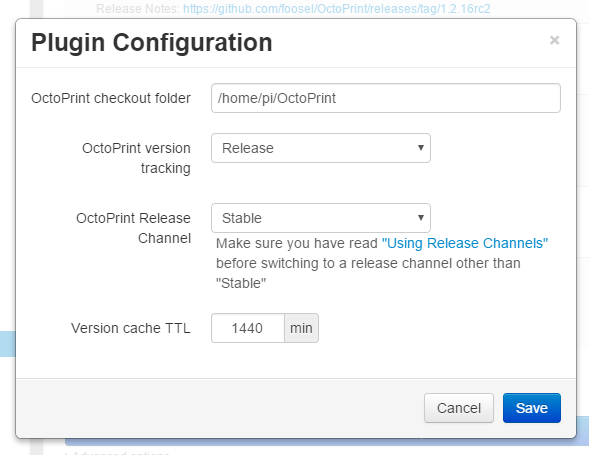 Release Notes: https://github.com/foosel/OctoPrint/releases/tag/1.2.16rc2
Plugin Configuration
×
OctoPrint checkout folder
/home/pi/OctoPrint
OctoPrint version
tracking
Release
OctoPrint Release
Channel
Stable
Make sure you have read "Using Release Channels"
before switching to a release channel other than
"Stable"
Version cache TTL
1440 min
Cancel
Save